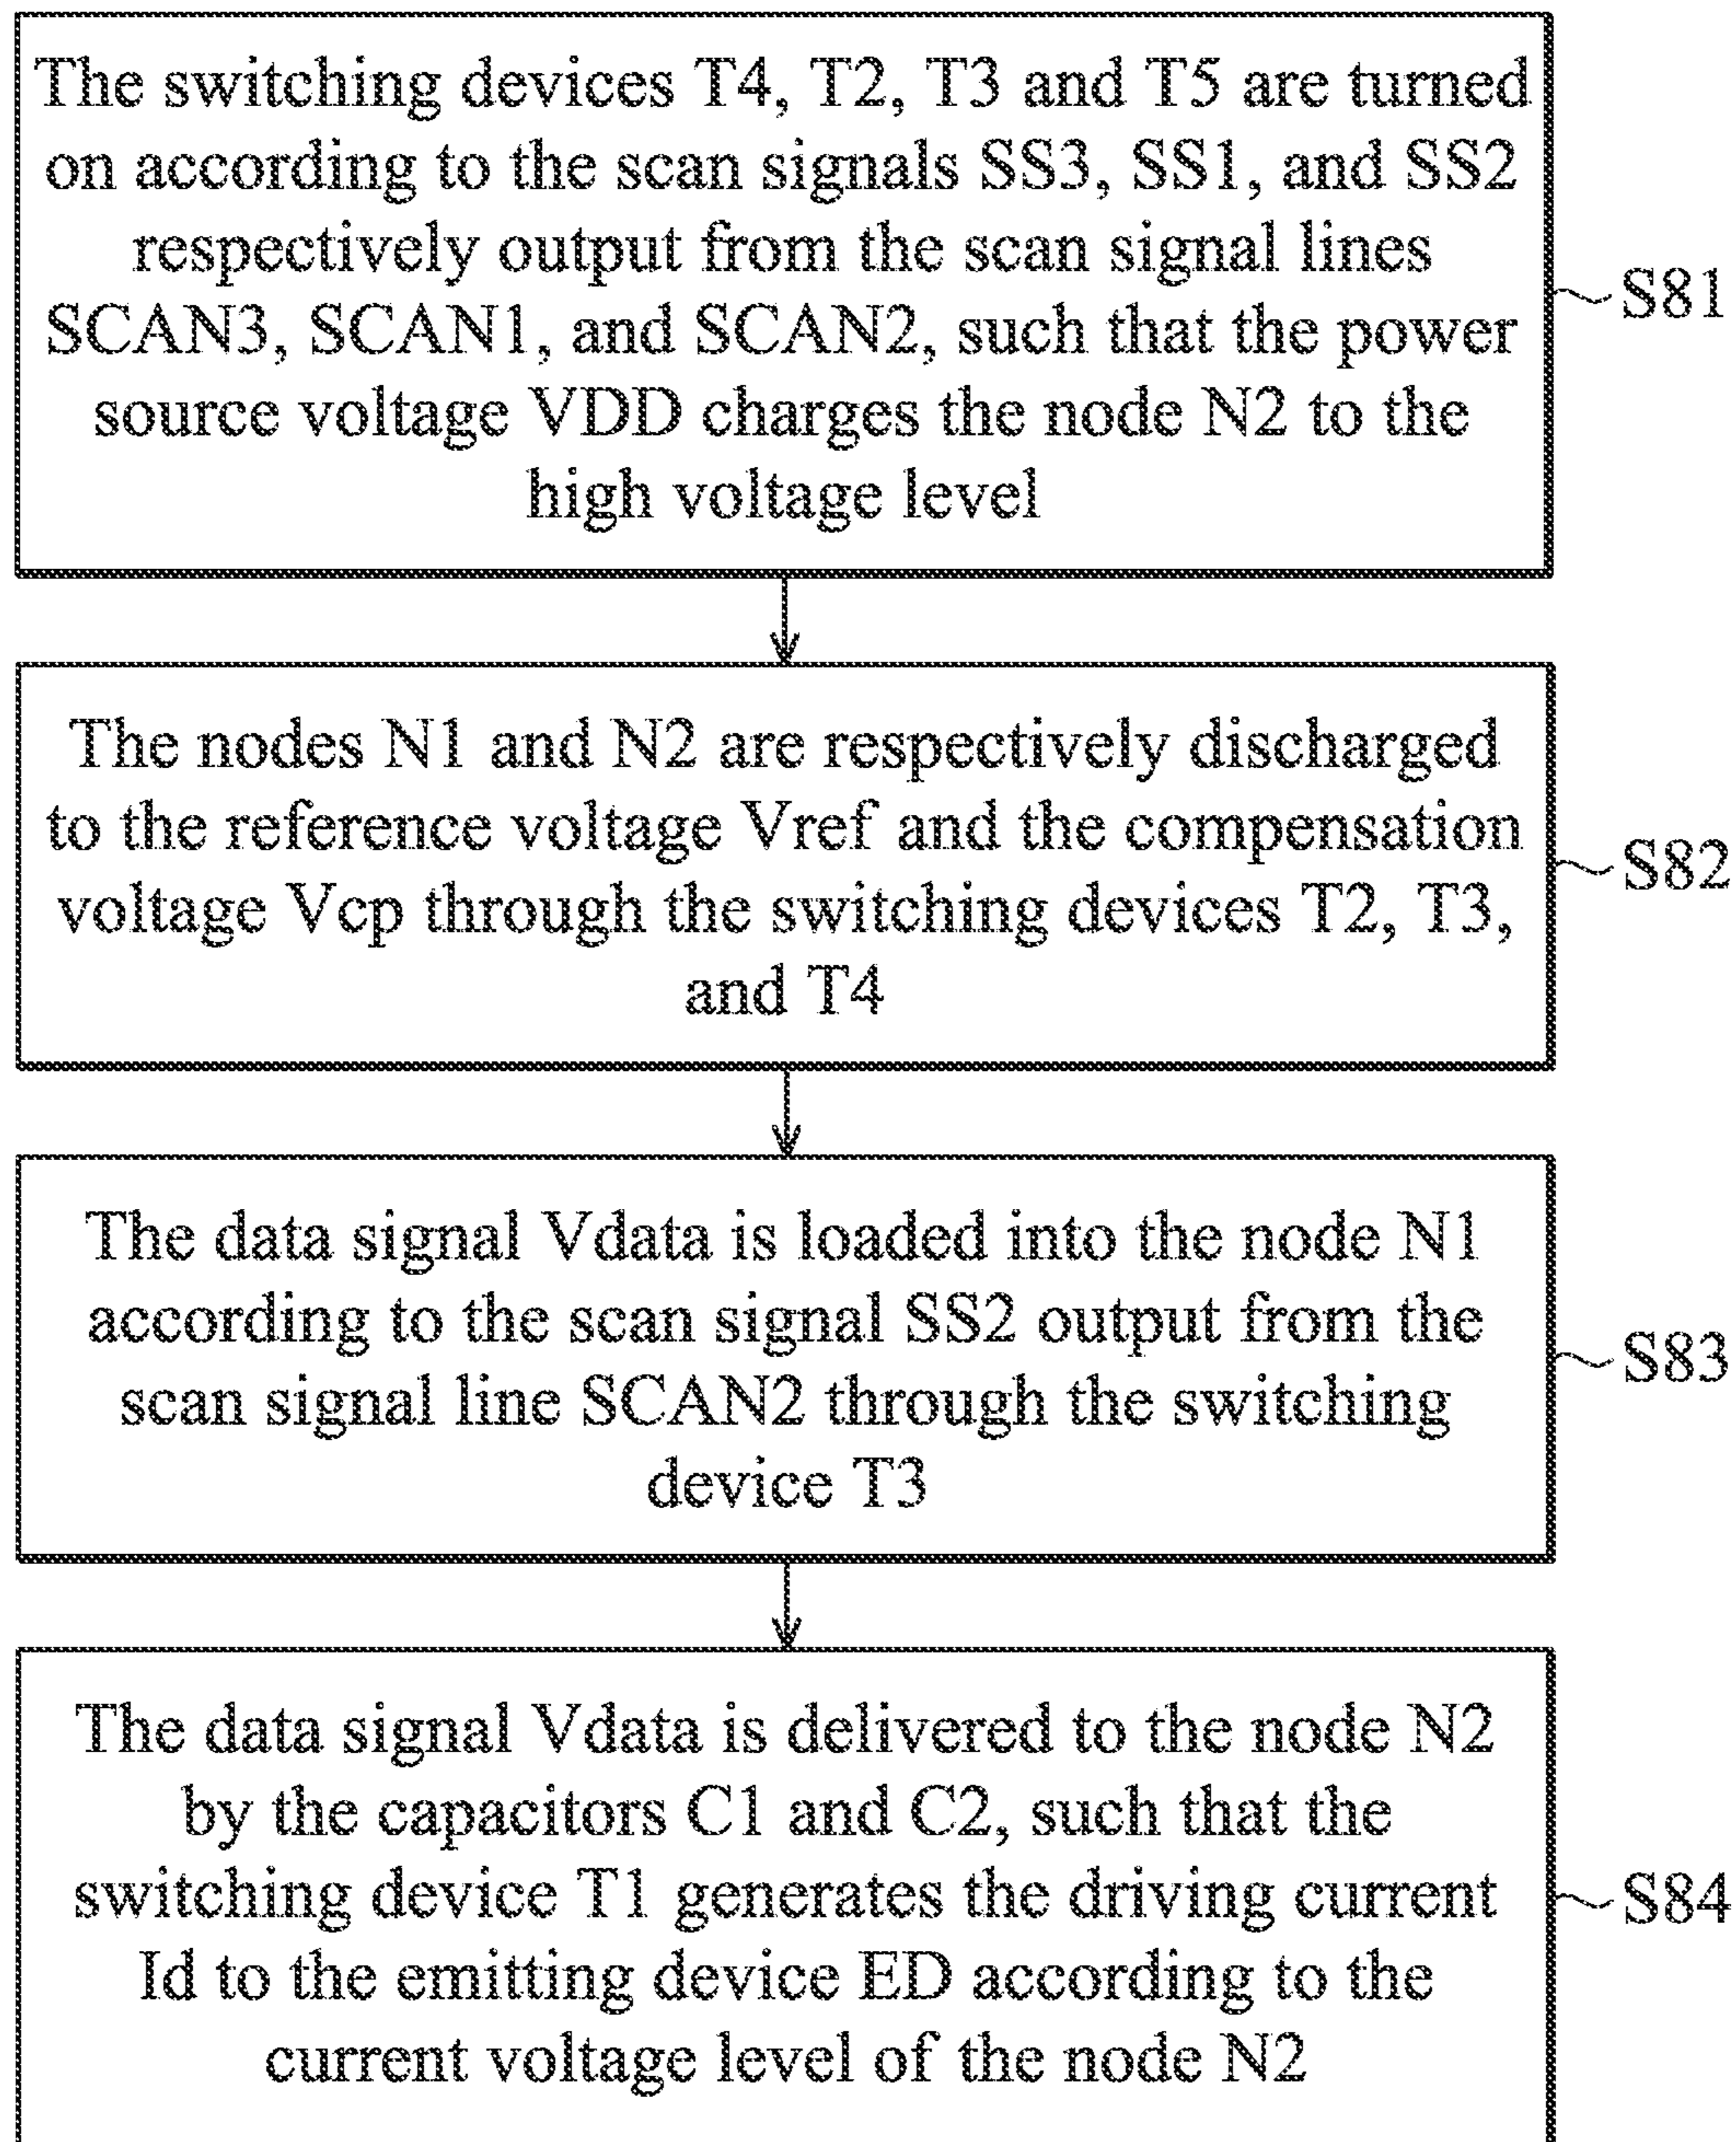 The switching devices T4, T2, T3 and T5 are turned
on according to the scan signals SS3, SS1, and SS2
respectively output from the scan signal lines
SCAN3, SCAN1, and SCAN2, such that the power
source voltage VDD charges the node N2 to the
high voltage level
S81
The nodes N1 and N2 are respectively discharged
to the reference voltage Vref and the compensation
voltage Vcp through the switching devices T2, T3,
and T4
S82
The data signal Vdata is loaded into the node N1
according to the scan signal SS2 output from the
scan signal line SCAN2 through the switching
device T3
S83
The data signal Vdata is delivered to the node N2
by the capacitors C1 and C2, such that the
switching device T1 generates the driving current
Id to the emitting device ED according to the
current voltage level of the node N2
S84